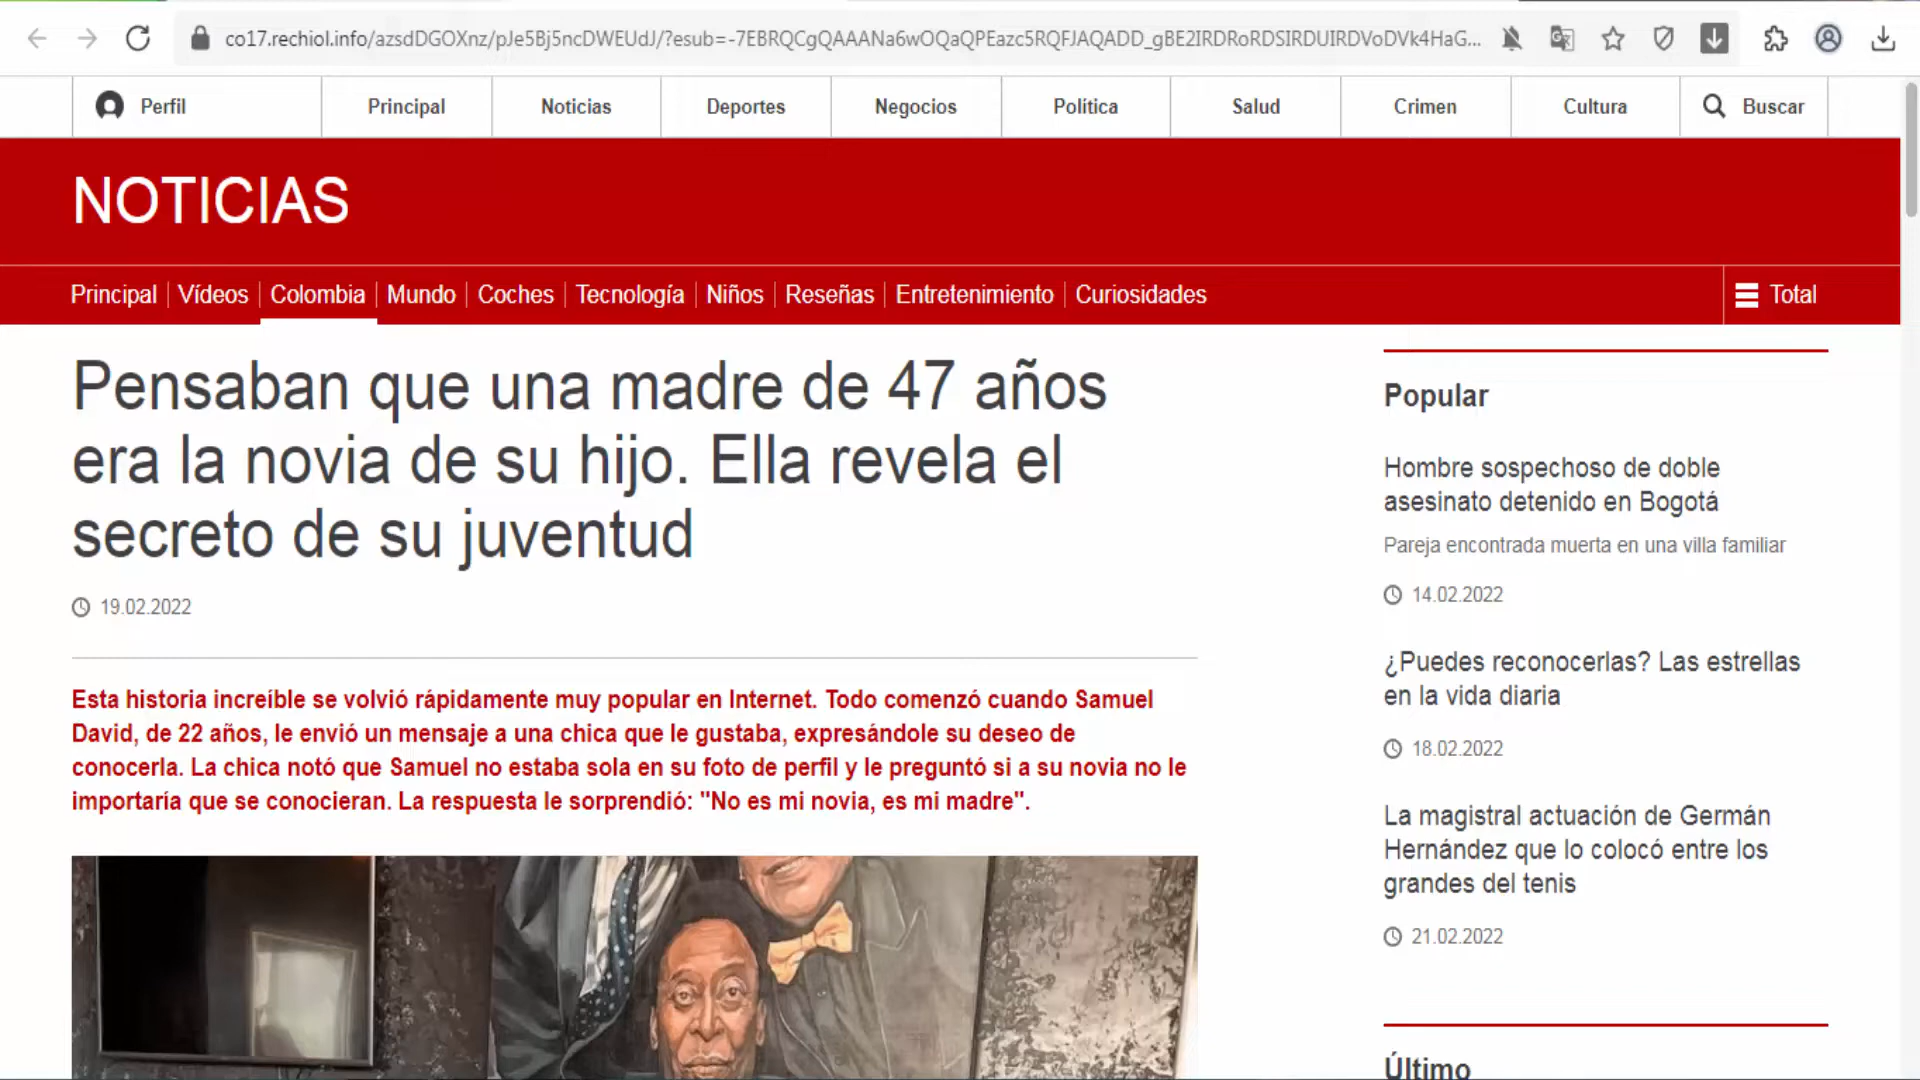 co17.rechiol.info/azsdDGOXnz/pJe5Bj5ncDWEUdJ/?esub=-7EBRQCgQAAANa6wOQaQPEazc5RQFJAQADD_gBE2IRDRoRDSIRDUIRDVoDVk4HaG...
Perfil Principal Noticias Deportes Negocios Política Salud Crimen Cultura Buscar
NOTICIAS
Principal Vídeos Colombia Mundo Coches Tecnología Niños Reseñas Entretenimiento Curiosidades Total
Pensaban que una madre de 47 años
era la novia de su hijo. Ella revela el
secreto de su juventud
19.02.2022
Esta historia increíble se volvió rápidamente muy popular en Internet. Todo comenzó cuando Samuel
David, de 22 años, le envió un mensaje a una chica que le gustaba, expresándole su deseo de
conocerla. La chica notó que Samuel no estaba sola en su foto de perfil y le preguntó si a su novia no le
importaría que se conocieran. La respuesta le sorprendió: "No es mi novia, es mi madre".
Popular
Hombre sospechoso de doble
asesinato detenido en Bogotá
Pareja encontrada muerta en una villa familiar
14.02.2022
¿Puedes reconocerlas? Las estrellas
en la vida diaria
18.02.2022
La magistral actuación de Germán
Hernández que lo colocó entre los
grandes del tenis
21.02.2022
Último